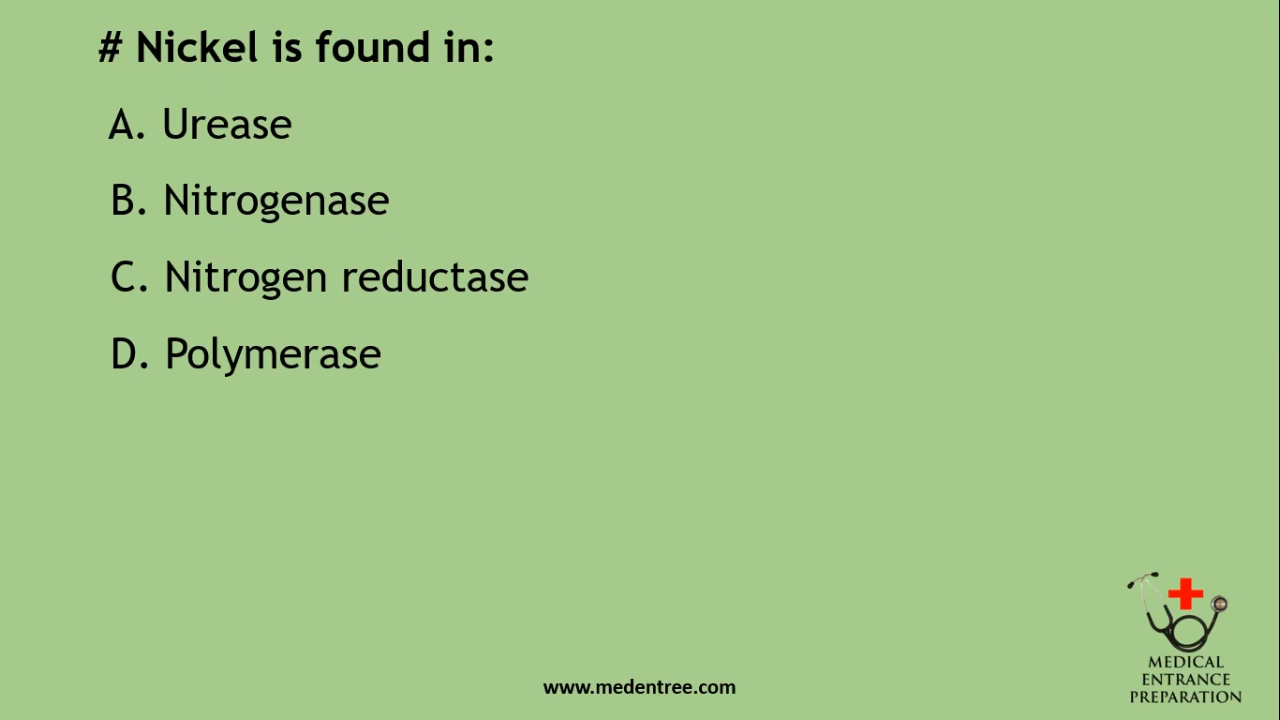 # Nickel is found in:
A. Urease
B. Nitrogenase
C. Nitrogen reductase
D. Polymerase
www.medentree.com
MEDICAL
ENTRANCE
PREPARATION